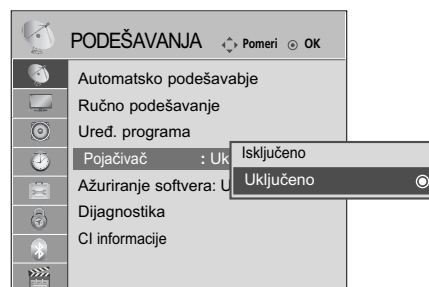 PODEŠAVANJA Pomeri OK
Automatsko podešavabje
Ručno podešavanje
Uređ. programa
Pojačivač : Uk
Isključeno
Uključeno
Ažuriranje softvera: U
Dijagnostika
CI informacije